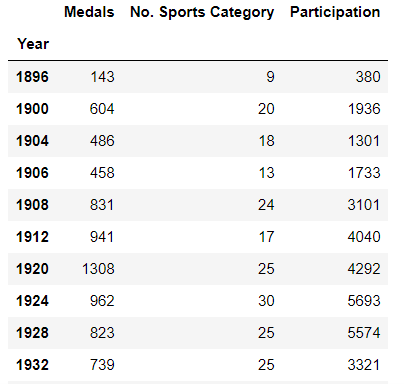 Medals No. Sports Category Participation
Year
1896 143 9 380
1900 604 20 1936
1904 486 18 1301
1906 458 13 1733
1908 831 24 3101
1912 941 17 4040
1920 1308 25 4292
1924 962 30 5693
1928 823 25 5574
1932 739 25 3321